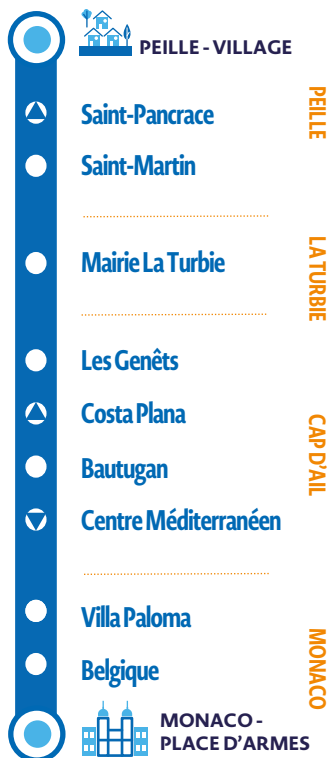 PEILLE - VILLAGE
PEILLE
Saint-Pancrace
Saint-Martin
LA TURBIE
Mairie La Turbie
CAP D'AIL
Les Genêts
Costa Plana
Bautugan
Centre Méditerranéen
MONACO
Villa Paloma
Belgique
MONACO -
PLACE D'ARMES